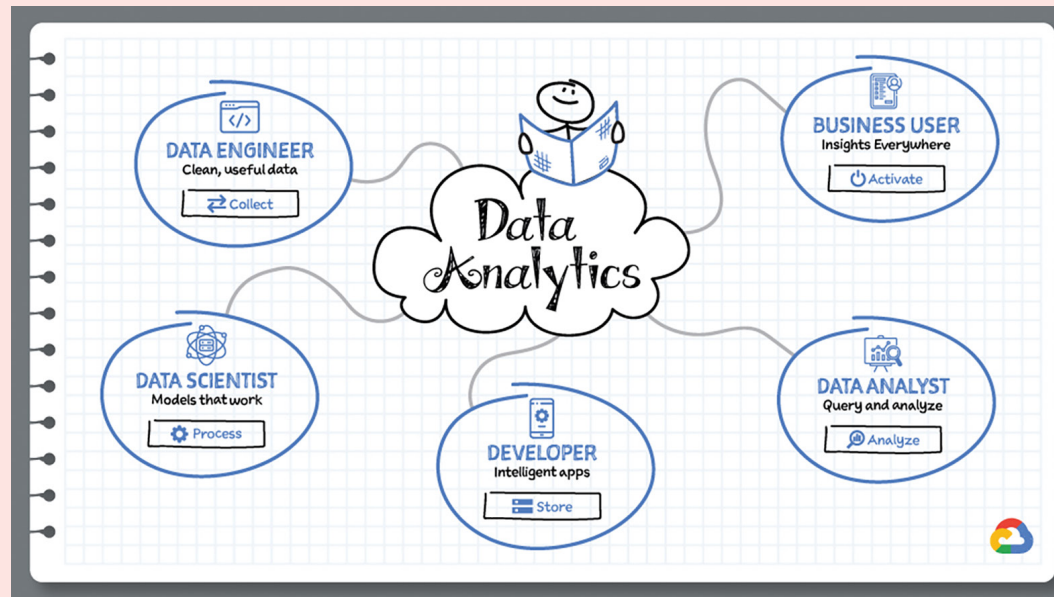 DATA ENGINEER
Clean, useful data
Collect
BUSINESS USER
Insights Everywhere
Activate
Data
Analytics
DATA SCIENTIST
Models that work
Process
DEVELOPER
Intelligent apps
Store
DATA ANALYST
Query and analyze
Analyze